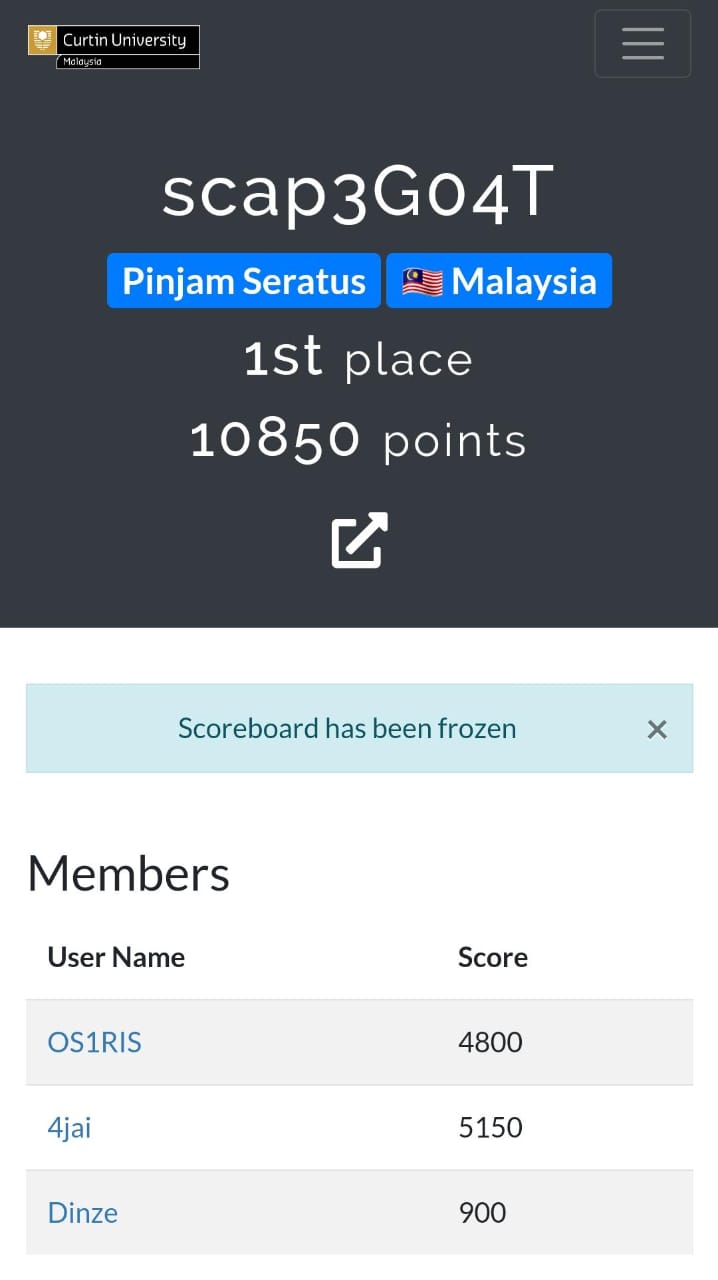 Curtin University
Malaysia
scap3G04T
Pinjam Seratus 🇲🇾 Malaysia
1st place
10850 points
Scoreboard has been frozen ×
Members
User Name Score
OS1RIS 4800
4jai 5150
Dinze 900